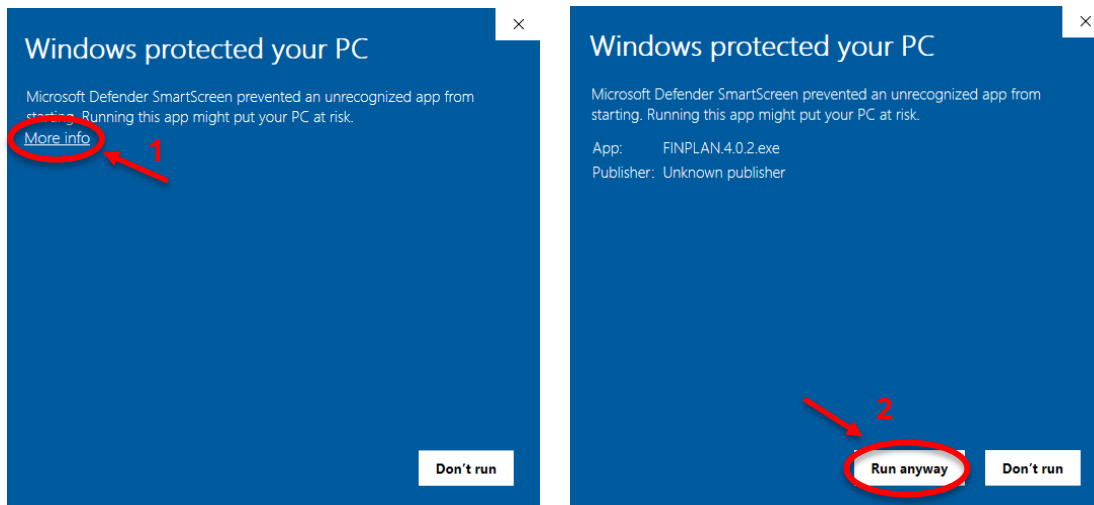 Windows protected your PC
Microsoft Defender SmartScreen prevented an unrecognized app from
starting. Running this app might put your PC at risk.
More info
1
Don't run
Windows protected your PC
Microsoft Defender SmartScreen prevented an unrecognized app from
starting. Running this app might put your PC at risk.
App: FINPLAN.4.0.2.exe
Publisher: Unknown publisher
2
Run anyway Don't run